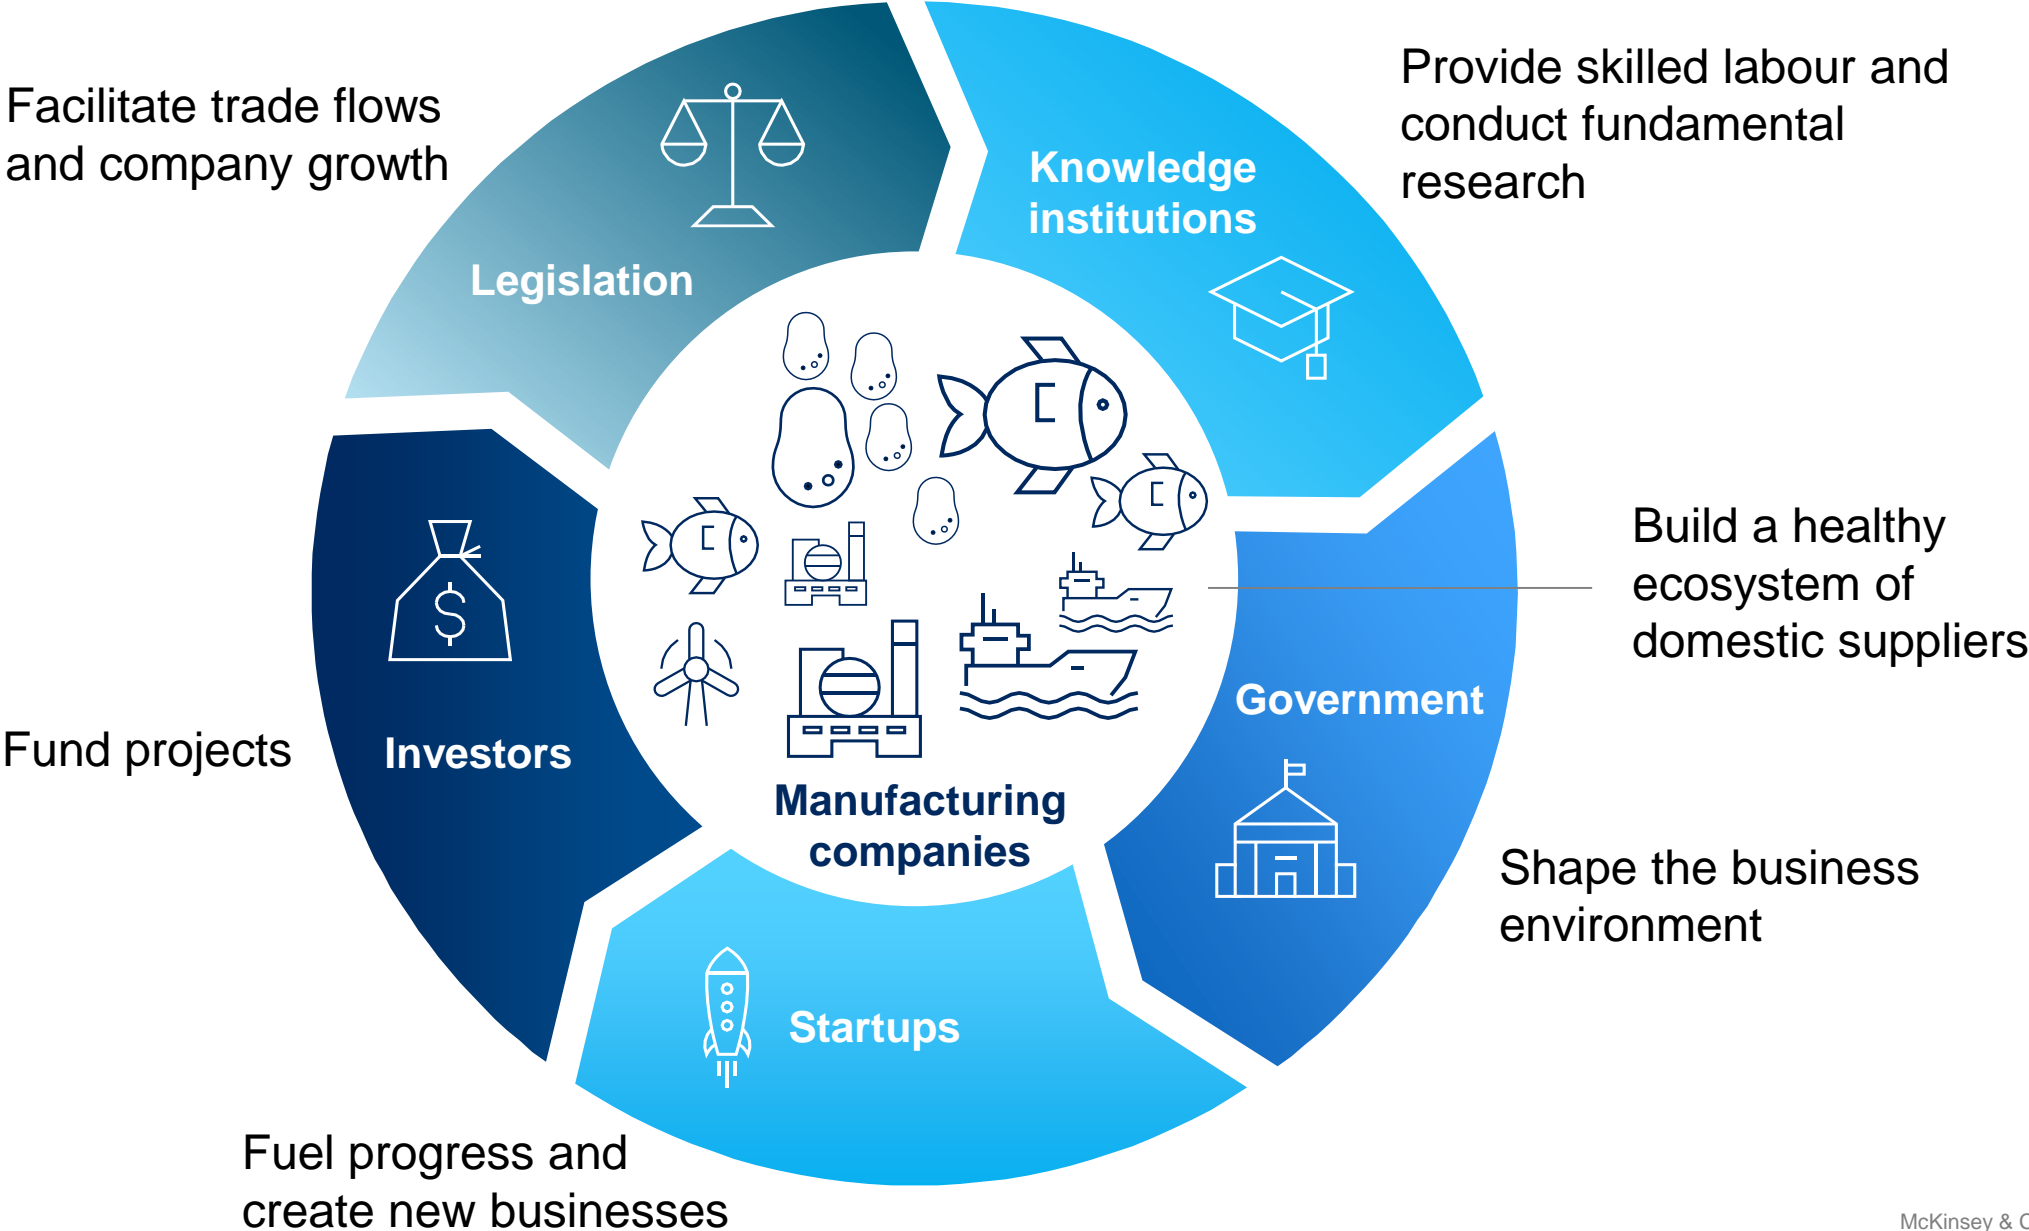 Facilitate trade flows
and company growth
Provide skilled labour and
conduct fundamental
research
Knowledge
institutions
Legislation
Build a healthy
ecosystem of
domestic suppliers
$
Government
Fund projects
Investors
Manufacturing
companies
Shape the business
environment
Startups
Fuel progress and
create new businesses
McKinsey & C